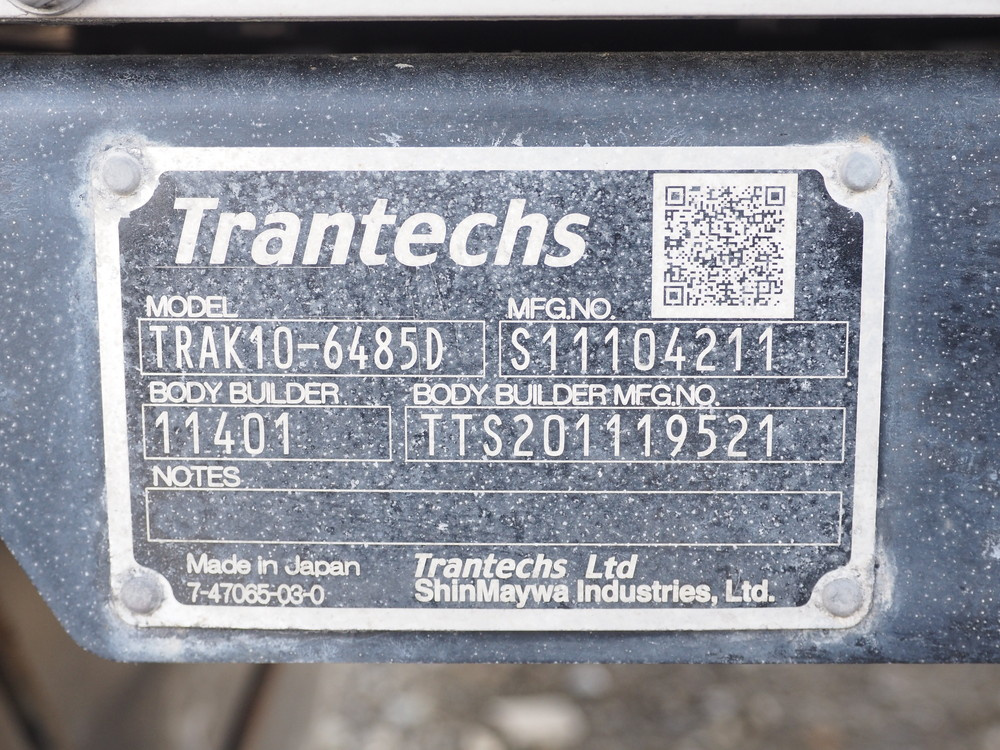 Trantechs
MODEL MFG.NO.
TRAK10-6485D S11104211
BODY BUILDER BODY BUILDER MFG.NO.
11401 TTS201119521
NOTES
Made in Japan Trantechs Ltd
7-47065-03-0 ShinMaywa Industries, Ltd.